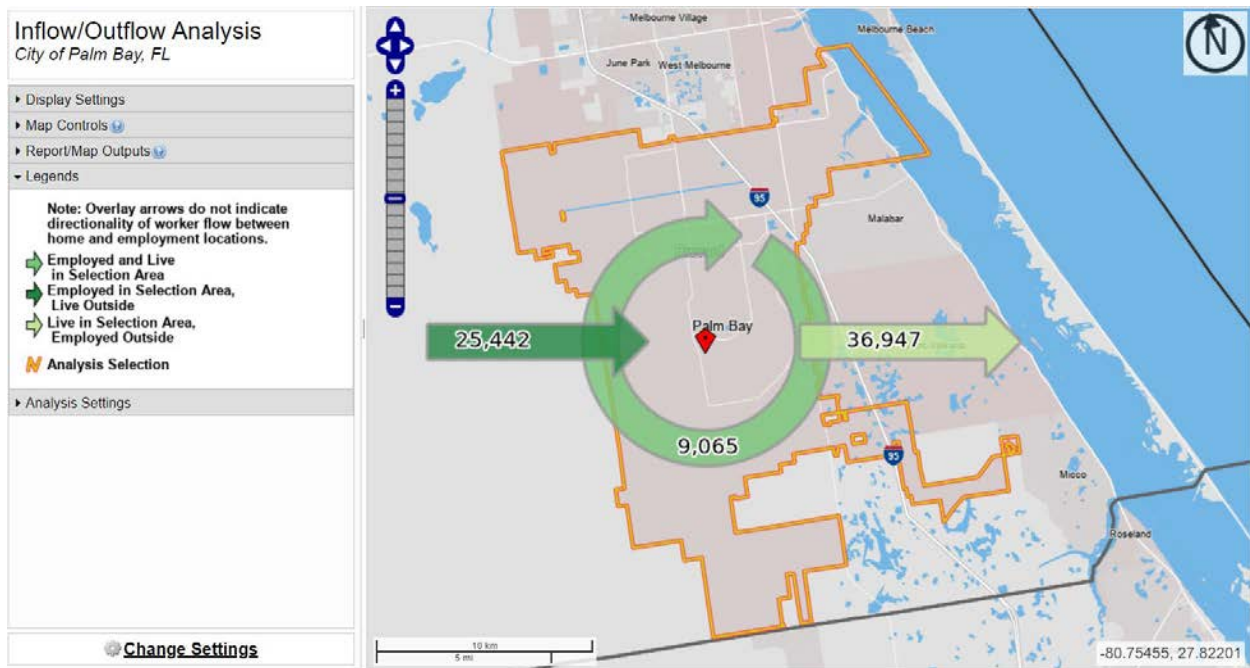 Inflow/Outflow Analysis
City of Palm Bay, FL
Display Settings
Map Controls
Report/Map Outputs
Legends
Note: Overlay arrows do not indicate
directionality of worker flow between
home and employment locations.
Employed and Live
in Selection Area
Employed in Selection Area,
Live Outside
Live in Selection Area,
Employed Outside
Analysis Selection
Analysis Settings
Change Settings
Melbourne Village
Melbourne Beach
N
June Park
West Melbourne
95
Malabar
Palm Bay
25,442
36,947
9,065
95
Micco
Roseland
10 km
5 mi
-80.75455, 27.82201